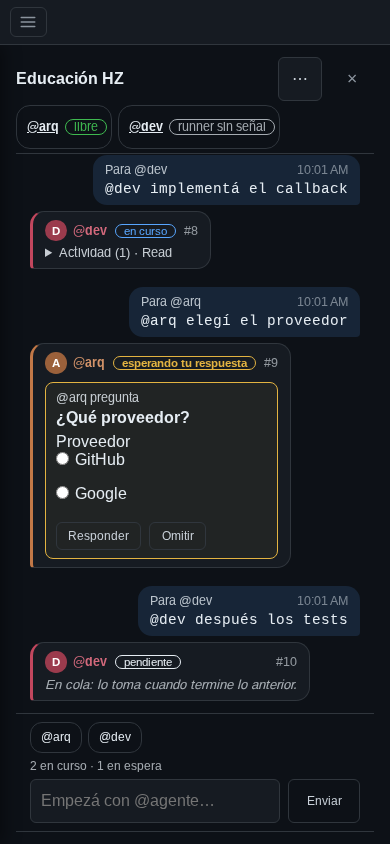 Educación HZ
⋯
×
@arq libre
@dev runner sin señal
Para @dev 10:01 AM
@dev implementá el callback
D @dev en curso #8
▶ Actividad (1) · Read
Para @arq 10:01 AM
@arq elegí el proveedor
A @arq esperando tu respuesta #9
@arq pregunta
¿Qué proveedor?
Proveedor
GitHub
Google
Responder Omitir
Para @dev 10:01 AM
@dev después los tests
D @dev pendiente #10
En cola: lo toma cuando termine lo anterior.
@arq @dev
2 en curso · 1 en espera
Empezá con @agente…
Enviar